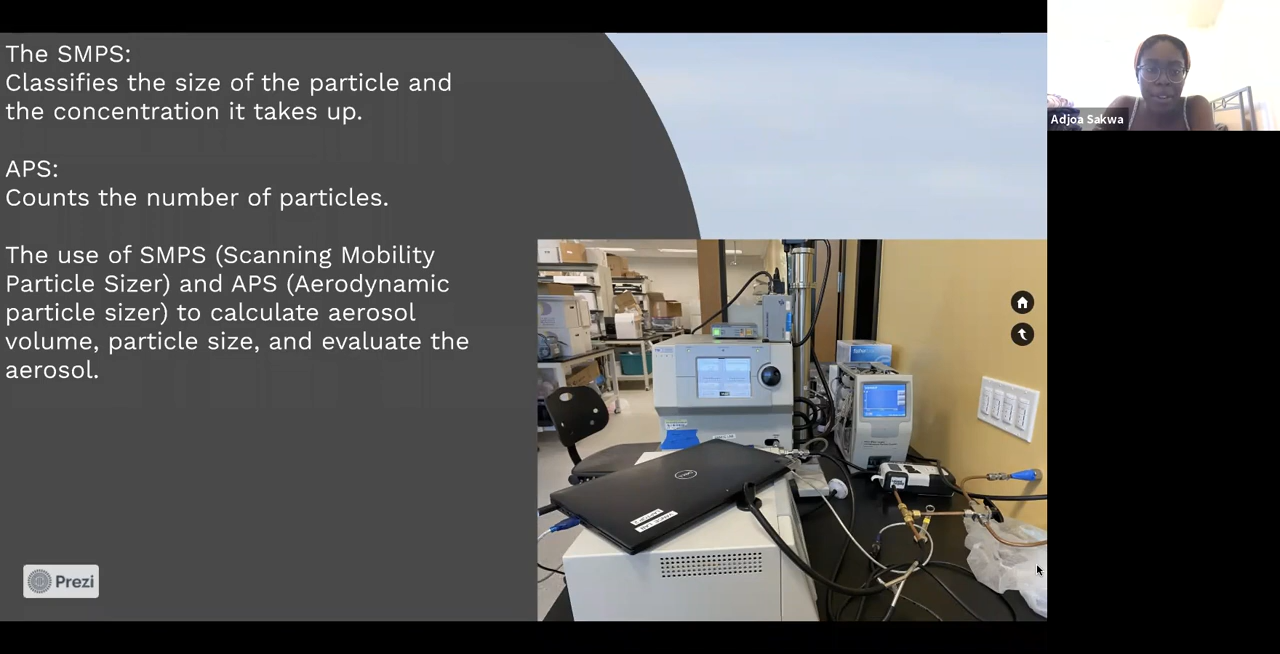 The SMPS:
Classifies the size of the particle and
the concentration it takes up.
APS:
Counts the number of particles.
The use of SMPS (Scanning Mobility
Particle Sizer) and APS (Aerodynamic
particle sizer) to calculate aerosol
volume, particle size, and evaluate the
aerosol.
Prezi
Adjoa Sakwa